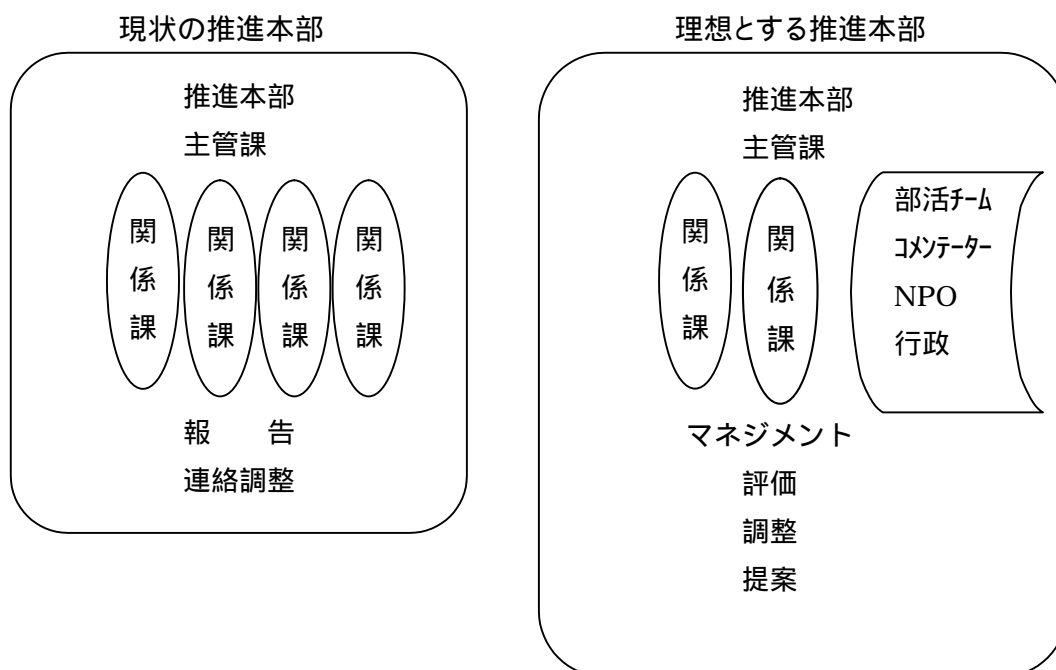 現状の推進本部
推進本部
主管課
関係課
関係課
関係課
関係課
報　告
連絡調整
理想とする推進本部
推進本部
主管課
関係課
関係課
部活ﾁｰﾑ
ｺﾒﾝﾃｰﾀｰ
NPO
行政
マネジメント
評価
調整
提案